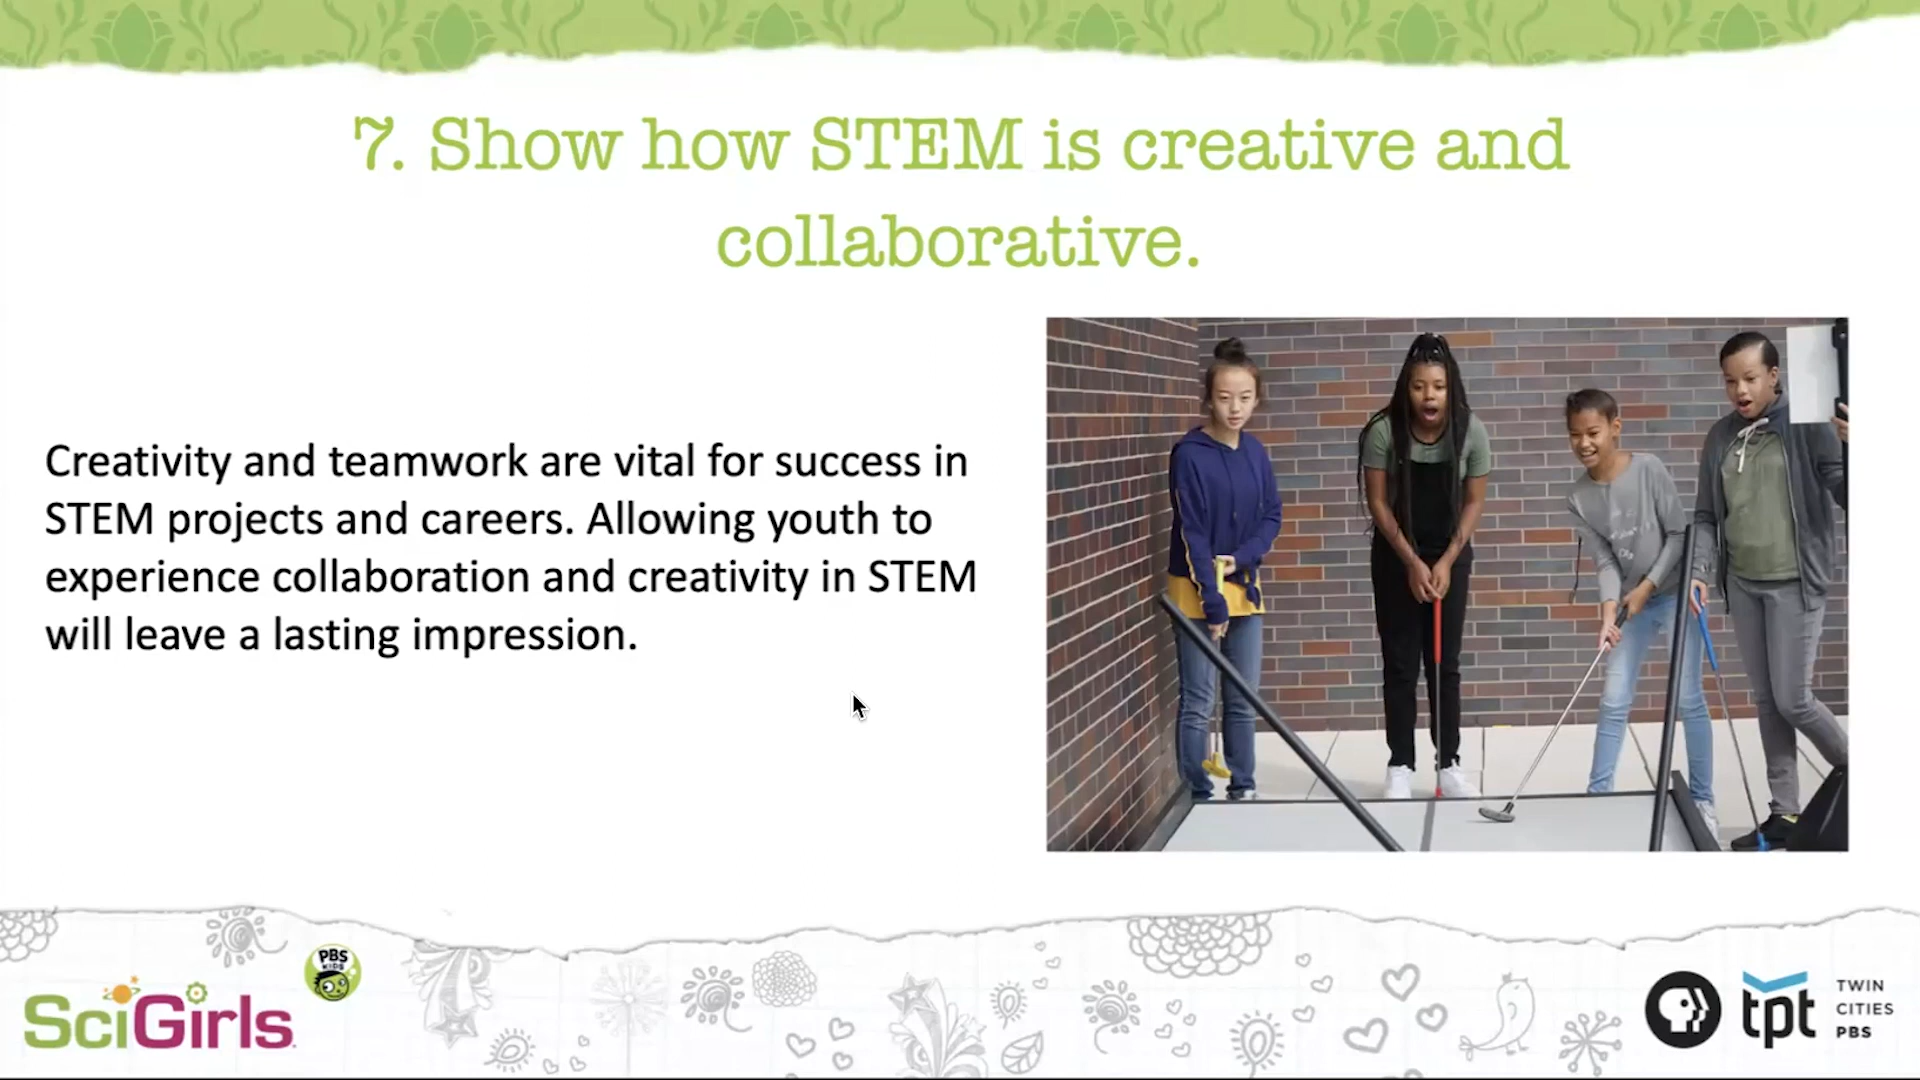 7. Show how STEM is creative and
collaborative.
Creativity and teamwork are vital for success in
STEM projects and careers. Allowing youth to
experience collaboration and creativity in STEM
will leave a lasting impression.
PBS
KIDS
SciGirls
tpt
TWIN
CITIES
PBS